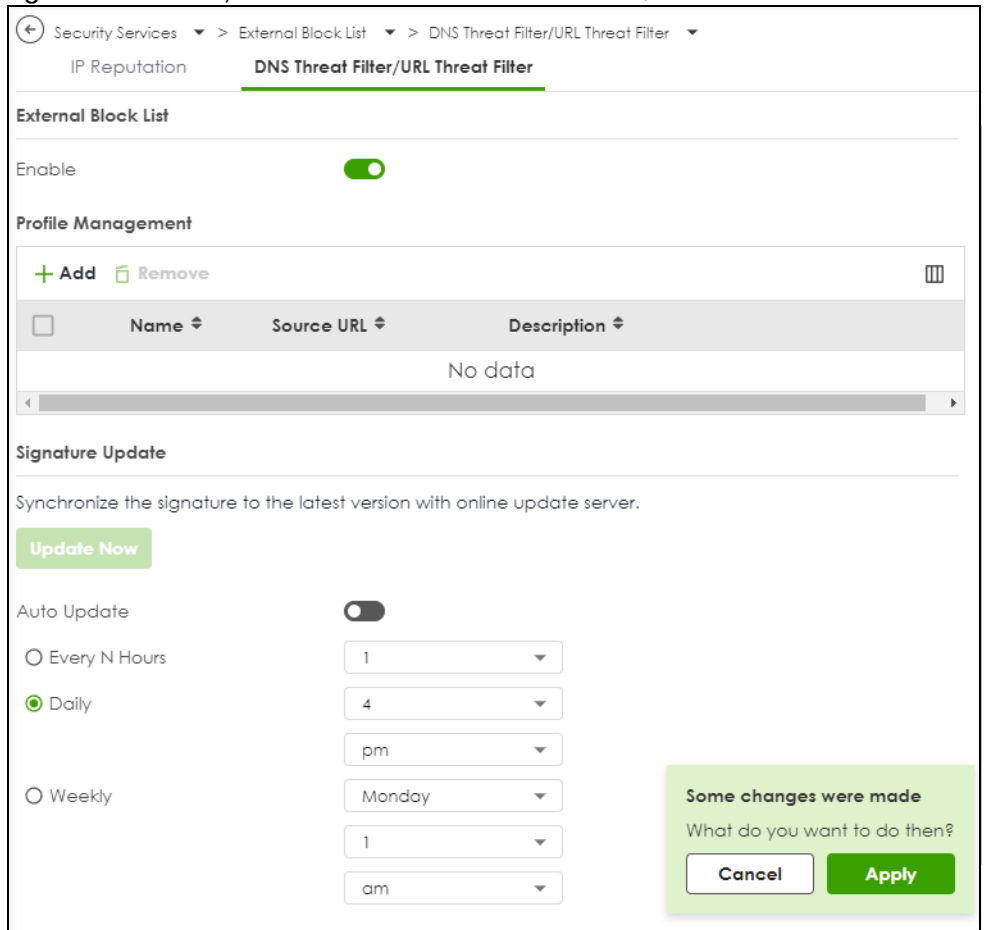 Security Services > External Block List > DNS Threat Filter/URL Threat Filter
IP Reputation DNS Threat Filter/URL Threat Filter
External Block List
Enable
Profile Management
Add Remove
Name Source URL Description
No data
Signature Update
Synchronize the signature to the latest version with online update server.
Update Now
Auto Update
Every N Hours 1
Daily 4
pm
Weekly Monday
1
am
Some changes were made
What do you want to do then?
Cancel Apply